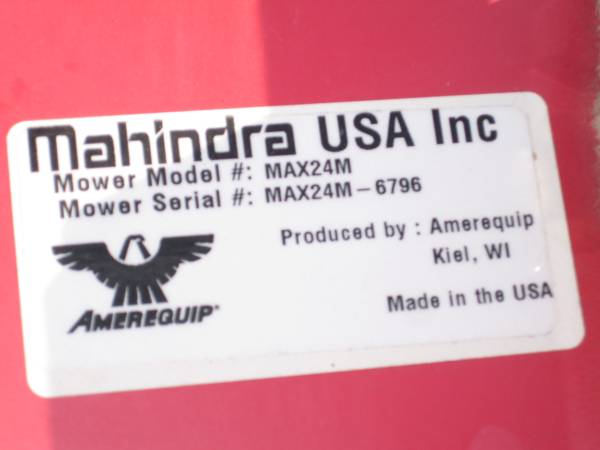 Mahindra USA Inc
Mower Model #: MAX24M
Mower Serial #: MAX24M-6796
Produced by : Amerequip
Kiel, WI
AMEREQUIP
Made in the USA